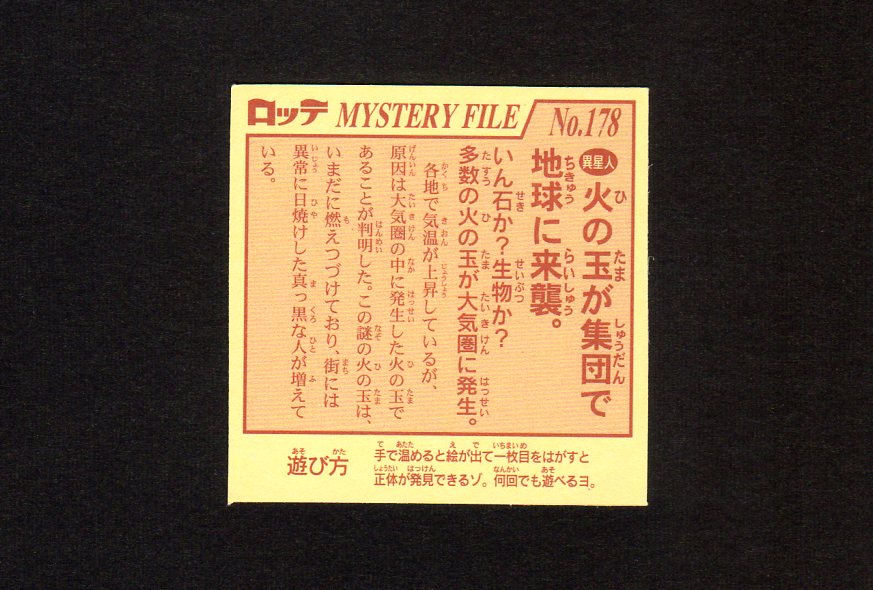 ロッテ MYSTERY FILE No.178
異星人 火の玉が集団で
地球に来襲。
いん石か?生物か?
多数の火の玉が大気圏に発生。
各地で気温が上昇しているが、
原因は大気圏の中に発生した火の玉で
あることが判明した。この謎の火の玉は、
いまだに燃えつづけており、街には
異常に日焼けした真っ黒な人が増えて
いる。
遊び方
手で温めると絵が出て一枚目をはがすと
正体が発見できるゾ。何回でも遊べるヨ。